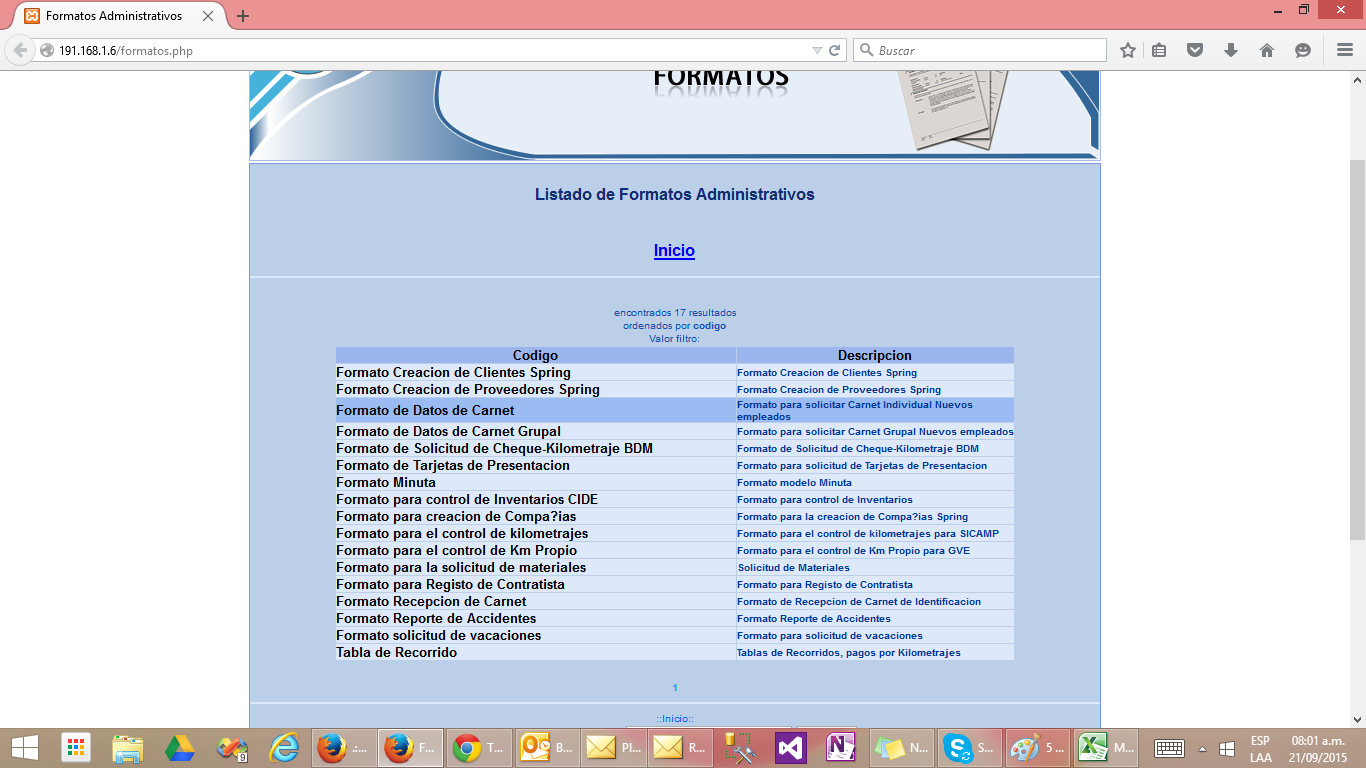 Formatos Administrativos
191.168.1.6/formatos.php
Buscar
FORMATOS
Listado de Formatos Administrativos
Inicio
encontrados 17 resultados
ordenados por codigo
Valor filtro:
Codigo Descripcion
Formato Creacion de Clientes Spring Formato Creacion de Clientes Spring
Formato Creacion de Proveedores Spring Formato Creacion de Proveedores Spring
Formato de Datos de Carnet Formato para solicitar Carnet Individual Nuevos
empleados
Formato de Datos de Carnet Grupal Formato para solicitar Carnet Grupal Nuevos empleados
Formato de Solicitud de Cheque-Kilometraje BDM Formato de Solicitud de Cheque-Kilometraje BDM
Formato de Tarjetas de Presentacion Formato para solicitud de Tarjetas de Presentacion
Formato Minuta Formato modelo Minuta
Formato para control de Inventarios CIDE Formato para control de Inventarios
Formato para creacion de Compa?ias Formato para la creacion de Compa?ias Spring
Formato para el control de kilometrajes Formato para el control de kilometrajes para SICAMP
Formato para el control de Km Propio Formato para el control de Km Propio para GVE
Formato para la solicitud de materiales Solicitud de Materiales
Formato para Registo de Contratista Formato para Registo de Contratista
Formato Recepcion de Carnet Formato de Recepcion de Carnet de Identificacion
Formato Reporte de Accidentes Formato Reporte de Accidentes
Formato solicitud de vacaciones Formato para solicitud de vacaciones
Tabla de Recorrido Tablas de Recorridos, pagos por Kilometrajes
1
::Inicio::
9 .:... F... T... B... Pl... R... N... S... 5 ... M... ESP 08:01 a.m.
LAA 21/09/2015